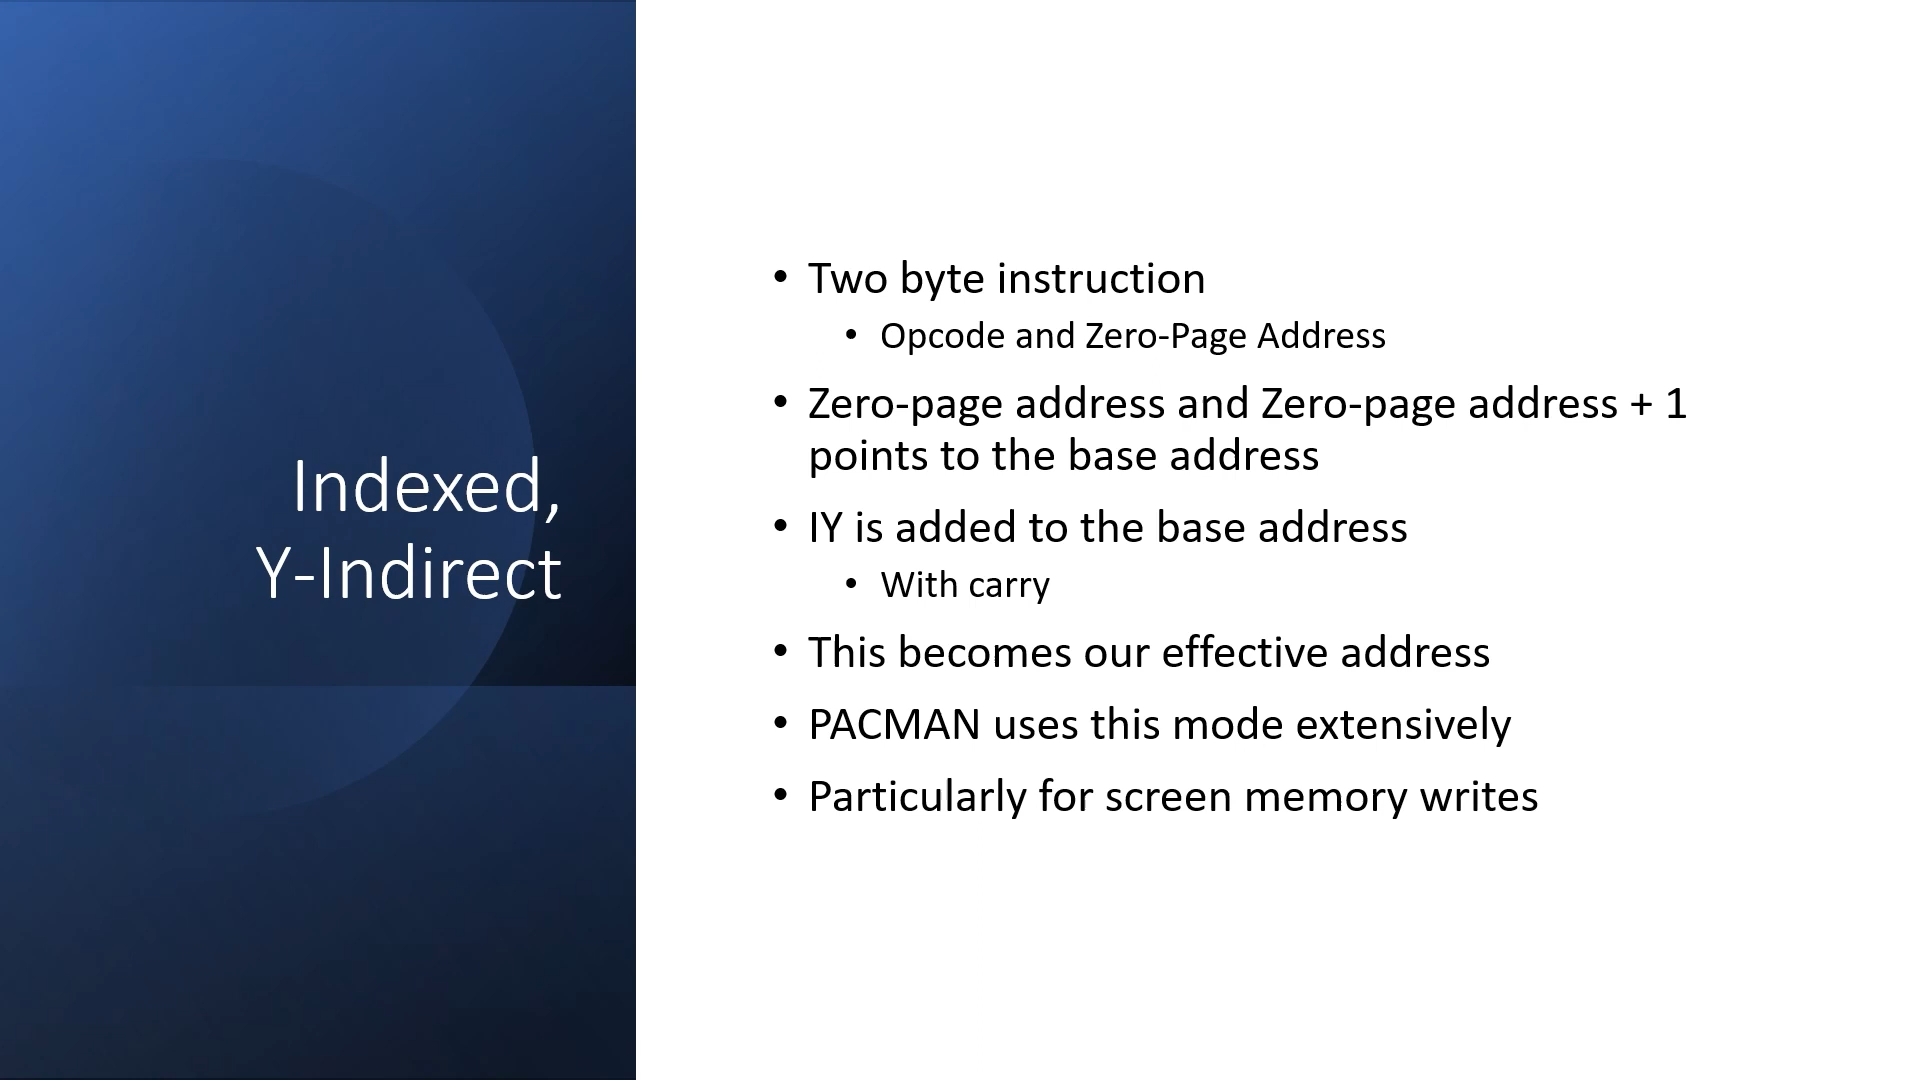 Indexed,
Y-Indirect
• Two byte instruction
• Opcode and Zero-Page Address
• Zero-page address and Zero-page address + 1
points to the base address
• IY is added to the base address
• With carry
• This becomes our effective address
• PACMAN uses this mode extensively
• Particularly for screen memory writes